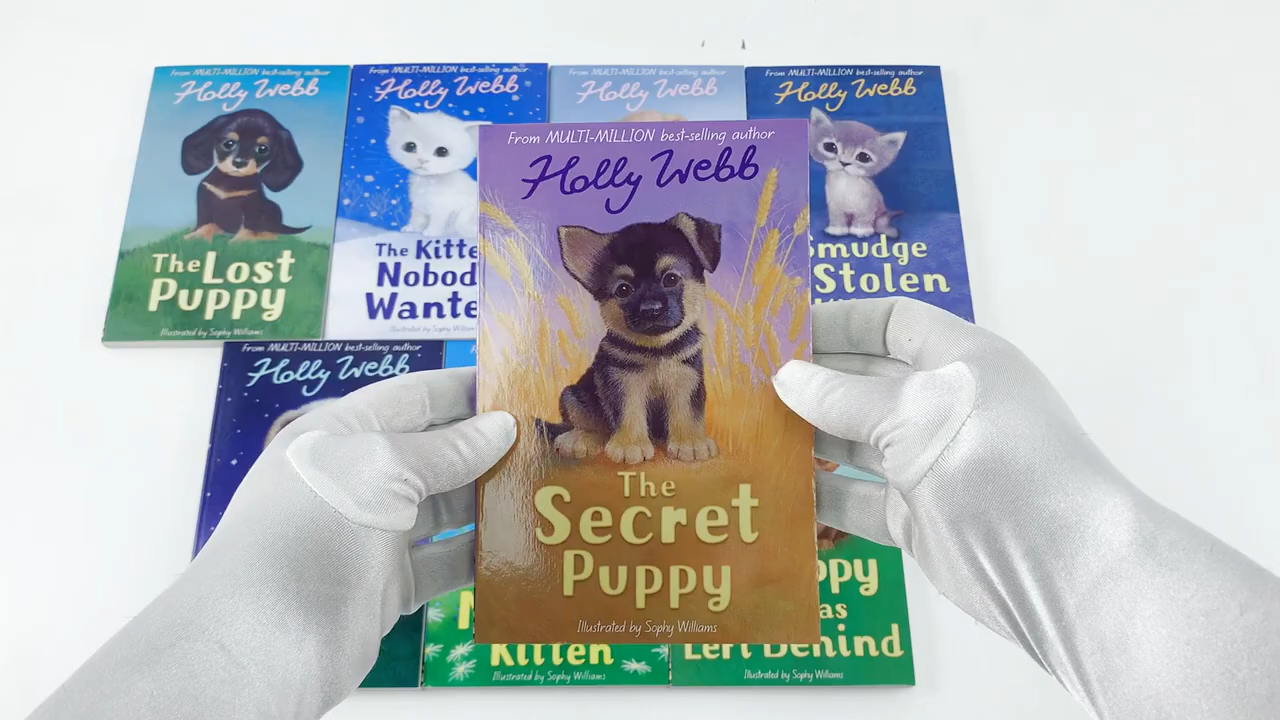 From MULTI-MILLION best-selling author
Holly Webb
The Lost
Puppy
Illustrated by Sophy Williams
From MULTI-MILLION best-selling author
Holly Webb
The Kitte
Nobod
Wante
Illustrated by Sophy William
From MULTI-MILLION best-selling author
Holly Webb
From MULTI-MILLION best-selling author
Holly Webb
Smudge
Stolen
From MULTI-MILLION best-selling author
Holly Webb
The
Secret
Puppy
Illustrated by Sophy Williams
From MULTI-MILLION best-selling author
Holly Webb
Kitten
Illustrated by Sophy Williams
ppy
as
Left Behind
Illustrated by Sophy Williams